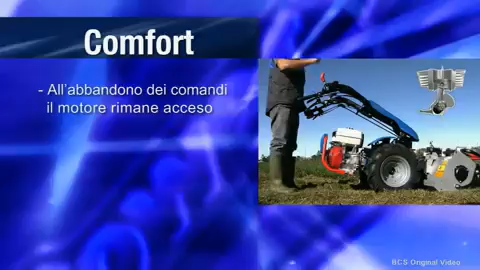 Comfort
- All'abbandono dei comandi
il motore rimane acceso
BCS Original Video